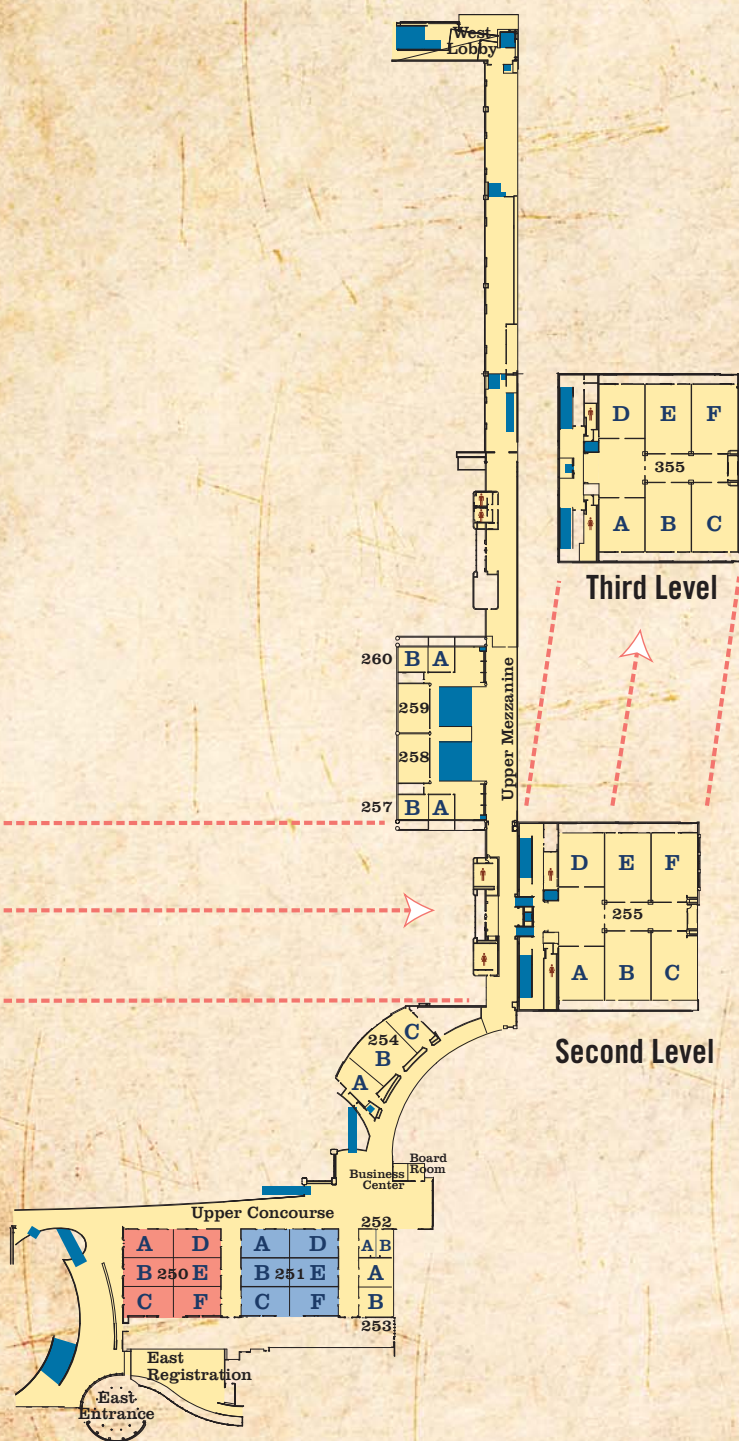 West
Lobby
D E F
355
A B C
Third Level
260 B A
259
258
257 B A
Upper Mezzanine
D E F
255
A B C
Second Level
C
254
B
A
Board
Room
Business
Center
Upper Concourse
252
A D A D A B
B 250 E B 251 E A
C F C F B
253
East
Registration
East
Entrance